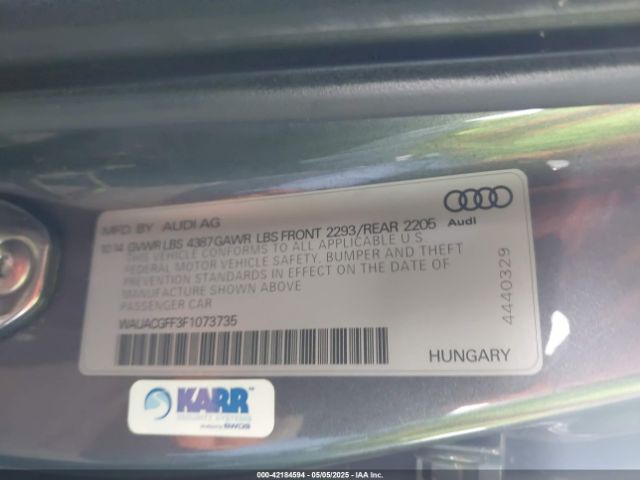 MFD BY AUDI AG
10 14 GVWR LBS 4387 GAWR LBS FRONT 2293/REAR 2205
THIS VEHICLE CONFORMS TO ALL APPLICABLE U S
FEDERAL MOTOR VEHICLE SAFETY, BUMPER AND THEFT
PREVENTION STANDARDS IN EFFECT ON THE DATE OF
MANUFACTURE SHOWN ABOVE
PASSENGER CAR
WAUACGFF3F1073735
Audi
4440329
HUNGARY
KARR
SECURITY SYSTEMS
000-42184594 - 05/05/2025 - IAA Inc.